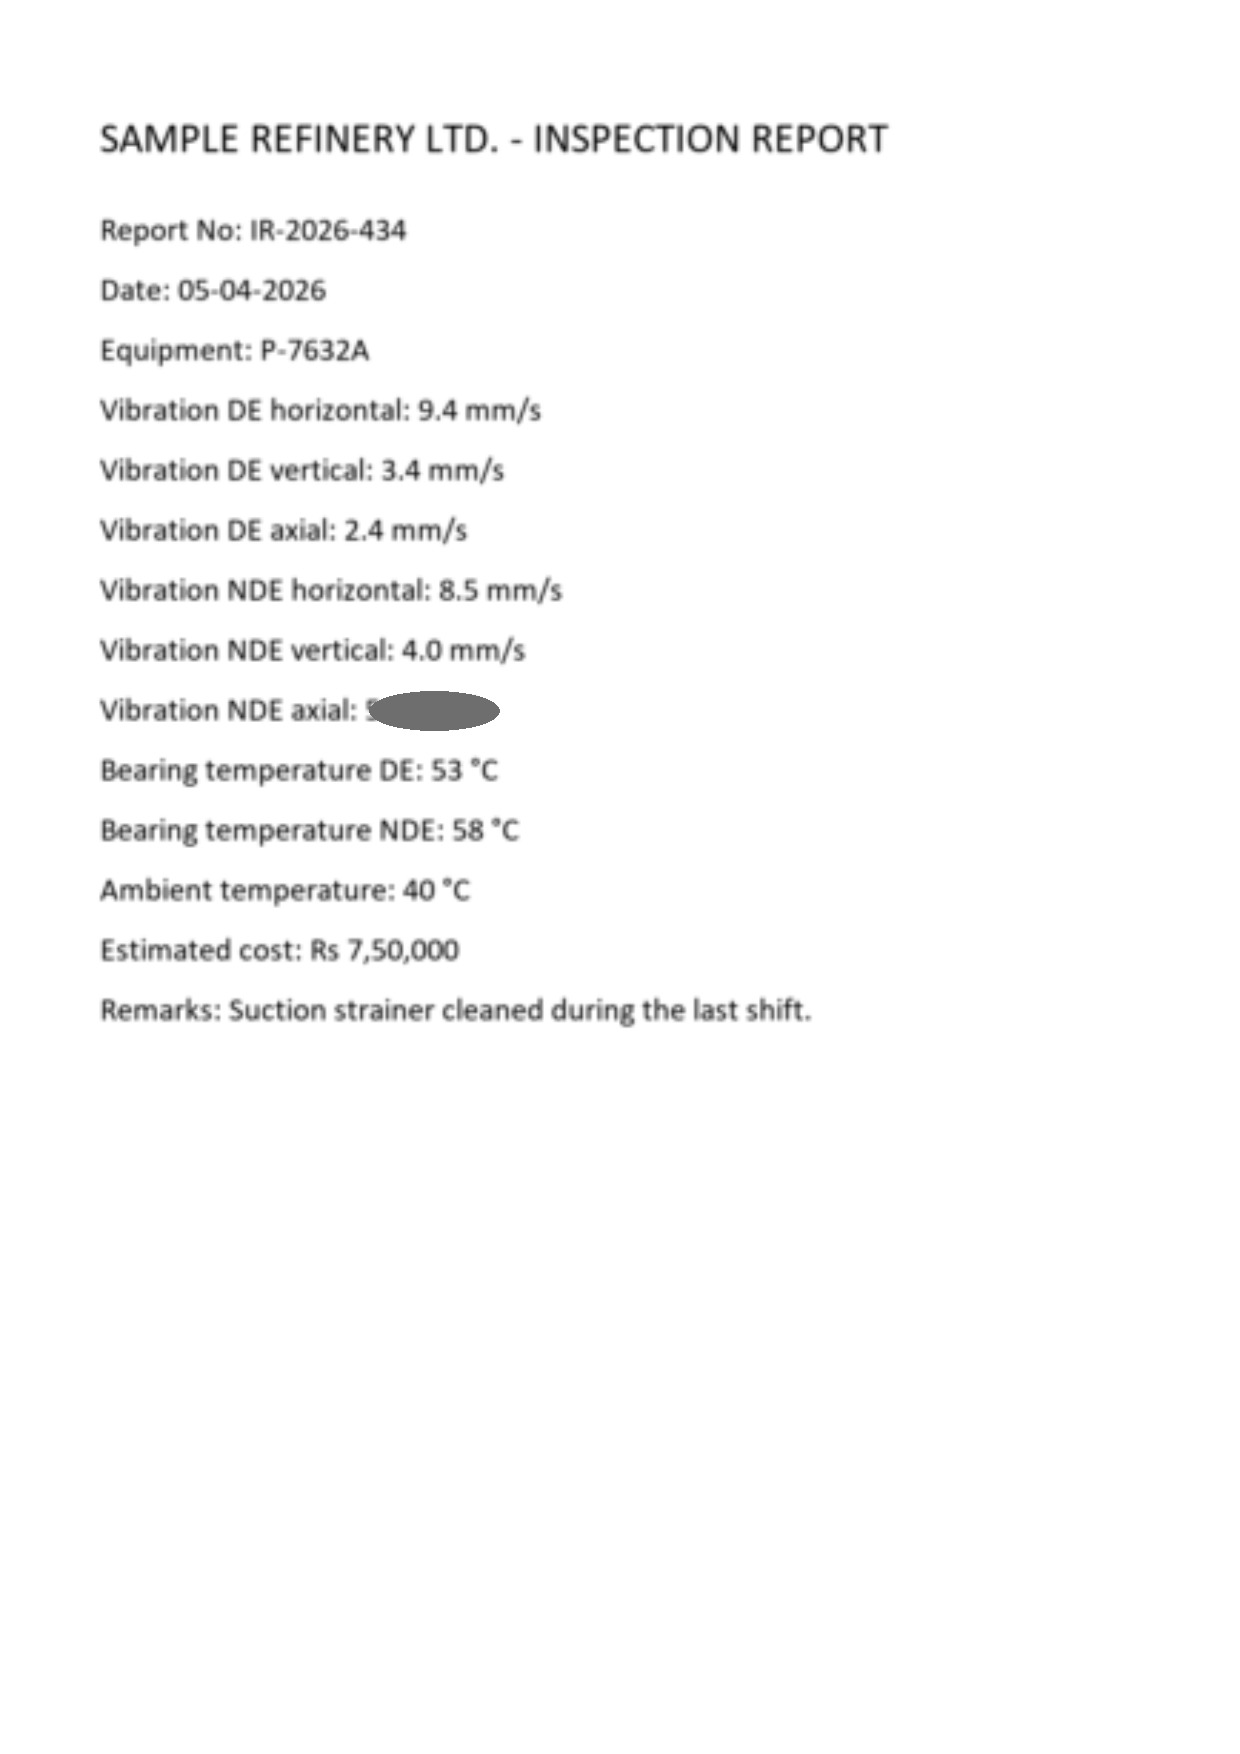 SAMPLE REFINERY LTD. - INSPECTION REPORT
Report No: IR-2026-434
Date: 05-04-2026
Equipment: P-7632A
Vibration DE horizontal: 9.4 mm/s
Vibration DE vertical: 3.4 mm/s
Vibration DE axial: 2.4 mm/s
Vibration NDE horizontal: 8.5 mm/s
Vibration NDE vertical: 4.0 mm/s
Vibration NDE axial:
Bearing temperature DE: 53 °C
Bearing temperature NDE: 58 °C
Ambient temperature: 40 °C
Estimated cost: Rs 7,50,000
Remarks: Suction strainer cleaned during the last shift.